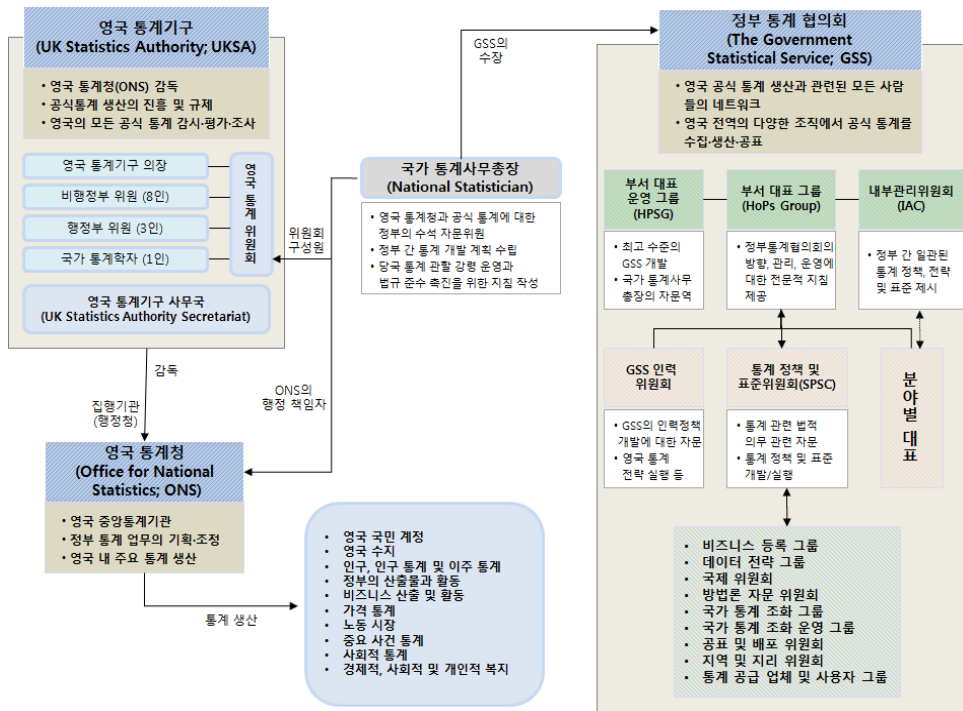 영국 통계기구
(UK Statistics Authority; UKSA)
• 영국 통계청(ONS) 감독
• 공식통계 생산의 진흥 및 규제
• 영국의 모든 공식 통계 감시·평가·조사
영국 통계기구 의장
비행정부 위원 (8인)
행정부 위원 (3인)
국가 통계학자 (1인)
영국 통계 위원회
영국 통계기구 사무국
(UK Statistics Authority Secretariat)
위원회
구성원
감독
집행기관
(행정청)
ONS의
행정 책임자
GSS의
수장
국가 통계사무총장
(National Statistician)
• 영국 통계청과 공식 통계에 대한
정부의 수석 자문위원
• 정부 간 통계 개발 계획 수립
• 당국 통계 관할 강령 운영과
법규 준수 촉진을 위한 지침 작성
영국 통계청
(Office for National
Statistics; ONS)
• 영국 중앙통계기관
• 정부 통계 업무의 기획·조정
• 영국 내 주요 통계 생산
통계 생산
• 영국 국민 계정
• 영국 수지
• 인구, 인구 통계 및 이주 통계
• 정부의 산출물과 활동
• 비즈니스 산출 및 활동
• 가격 통계
• 노동 시장
• 중요 사건 통계
• 사회적 통계
• 경제적, 사회적 및 개인적 복지
정부 통계 협의회
(The Government
Statistical Service; GSS)
• 영국 공식 통계 생산과 관련된 모든 사람
들의 네트워크
• 영국 전역의 다양한 조직에서 공식 통계를
수집·생산·공표
부서 대표
운영 그룹
(HPSG)
• 최고 수준의
GSS 개발
• 국가 통계사무
총장의 자문역
부서 대표 그룹
(HoPs Group)
• 정부통계협의회의
방향, 관리, 운영에
대한 전문적 지침
제공
내부관리위원회
(IAC)
• 정부 간 일관된
통계 정책, 전략
및 표준 제시
GSS 인력
위원회
• GSS의 인력정책
개발에 대한 자문
• 영국 통계
전략 실행 등
통계 정책 및
표준위원회(SPSC)
• 통계 관련 법적
의무 관련 자문
• 통계 정책 및 표준
개발/실행
분야별 대표
• 비즈니스 등록 그룹
• 데이터 전략 그룹
• 국제 위원회
• 방법론 자문 위원회
• 국가 통계 조화 그룹
• 국가 통계 조화 운영 그룹
• 공표 및 배포 위원회
• 지역 및 지리 위원회
• 통계 공급 업체 및 사용자 그룹